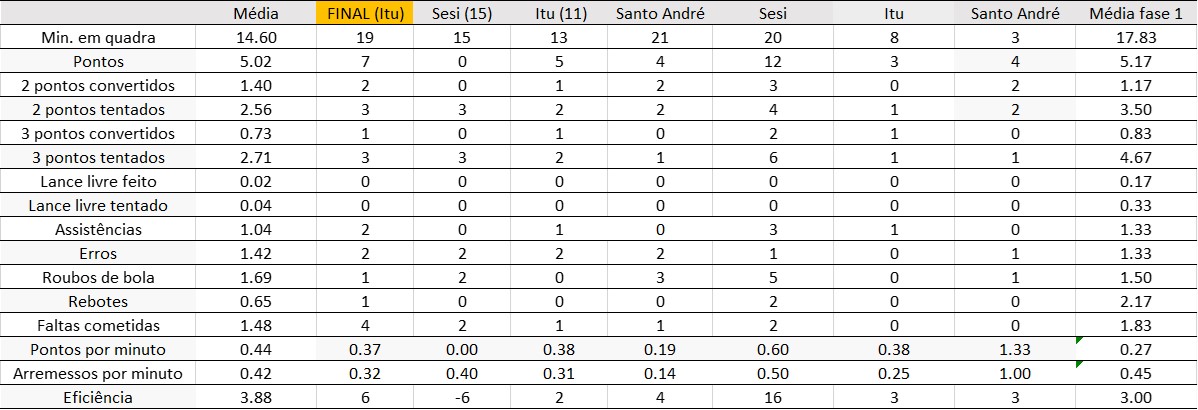 Média FINAL (Itu) Sesi (15) Itu (11) Santo André Sesi Itu Santo André Média fase 1
Min. em quadra 14.60 19 15 13 21 20 8 3 17.83
Pontos 5.02 7 0 5 4 12 3 4 5.17
2 pontos convertidos 1.40 2 0 1 2 3 0 2 1.17
2 pontos tentados 2.56 3 3 2 2 4 1 2 3.50
3 pontos convertidos 0.73 1 0 1 0 2 1 0 0.83
3 pontos tentados 2.71 3 3 2 1 6 1 1 4.67
Lance livre feito 0.02 0 0 0 0 0 0 0 0.17
Lance livre tentado 0.04 0 0 0 0 0 0 0 0.33
Assistências 1.04 2 0 1 0 3 1 0 1.33
Erros 1.42 2 2 2 2 1 0 1 1.33
Roubos de bola 1.69 1 2 0 3 5 0 1 1.50
Rebotes 0.65 1 0 0 0 2 0 0 2.17
Faltas cometidas 1.48 4 2 1 1 2 0 0 1.83
Pontos por minuto 0.44 0.37 0.00 0.38 0.19 0.60 0.38 1.33 0.27
Arremessos por minuto 0.42 0.32 0.40 0.31 0.14 0.50 0.25 1.00 0.45
Eficiência 3.88 6 -6 2 4 16 3 3 3.00